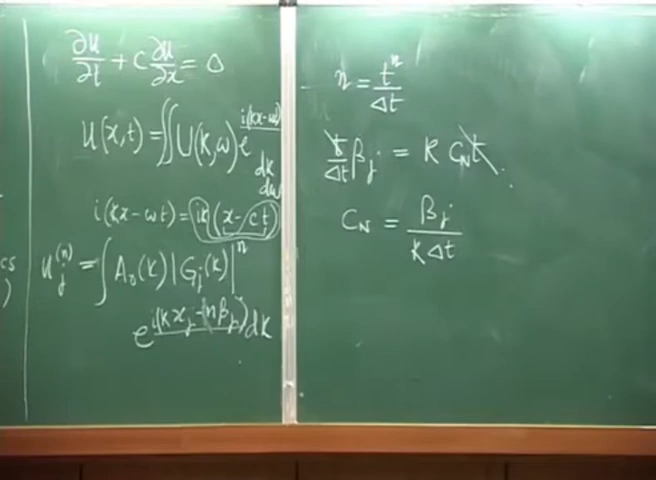 ∂u/∂t + c ∂u/∂x = 0
u(x,t) = ∫∫ U(k,ω) e^{i(kx-ωt)} dk dω
i(kx-ωt) = ik(x-ct)
u_j^{(n)} = ∫ A_0(k) |G_j(k)|^n
e^{i(kx_j - nβ_j)} dk
cs
)
n = t^n/Δt
t/Δt β_j = k c_N t
c_N = β_j/(kΔt)